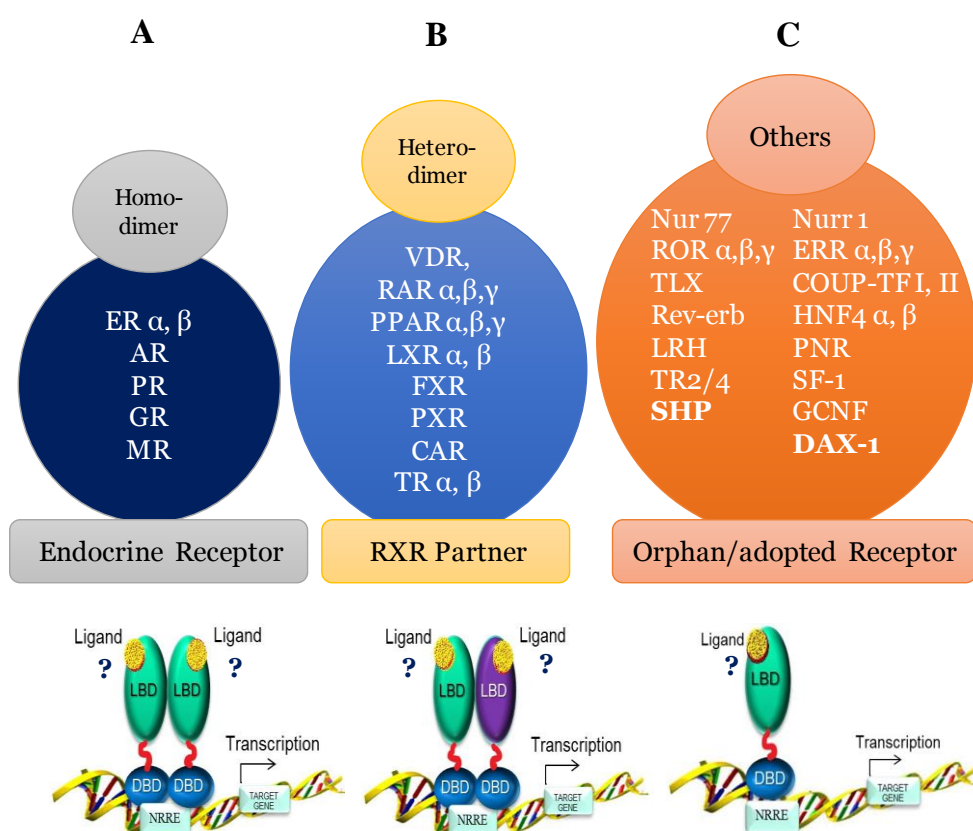 A
B
C
Homo-
dimer
ER α, β
AR
PR
GR
MR
Endocrine Receptor
Hetero-
dimer
VDR,
RAR α,β,γ
PPAR α,β,γ
LXR α, β
FXR
PXR
CAR
TR α, β
RXR Partner
Others
Nur 77
ROR α,β,γ
TLX
Rev-erb
LRH
TR2/4
SHP
Nurr 1
ERR α,β,γ
COUP-TF I, II
HNF4 α, β
PNR
SF-1
GCNF
DAX-1
Orphan/adopted Receptor
Ligand
?
Ligand
?
LBD
LBD
Transcription
DBD
DBD
NRRE
TARGET
GENE
Ligand
?
Ligand
?
LBD
LBD
Transcription
DBD
DBD
NRRE
TARGET
GENE
Ligand
?
LBD
Transcription
DBD
NRRE
TARGET
GENE